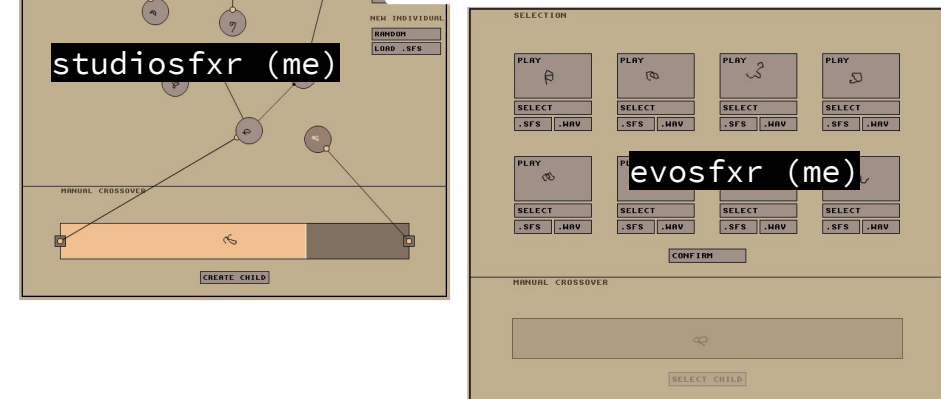 NEW INDIVIDUAL
RANDOM
LOAD .SFS
studiosfxr (me)
MANUAL CROSSOVER
CREATE CHILD
SELECTION
PLAY PLAY PLAY PLAY
SELECT SELECT SELECT SELECT
.SFS .WAV .SFS .WAV .SFS .WAV .SFS .WAV
PLAY
evosfxr (me)
SELECT SELECT SELECT SELECT
.SFS .WAV .SFS .WAV .SFS .WAV .SFS .WAV
CONFIRM
MANUAL CROSSOVER
SELECT CHILD